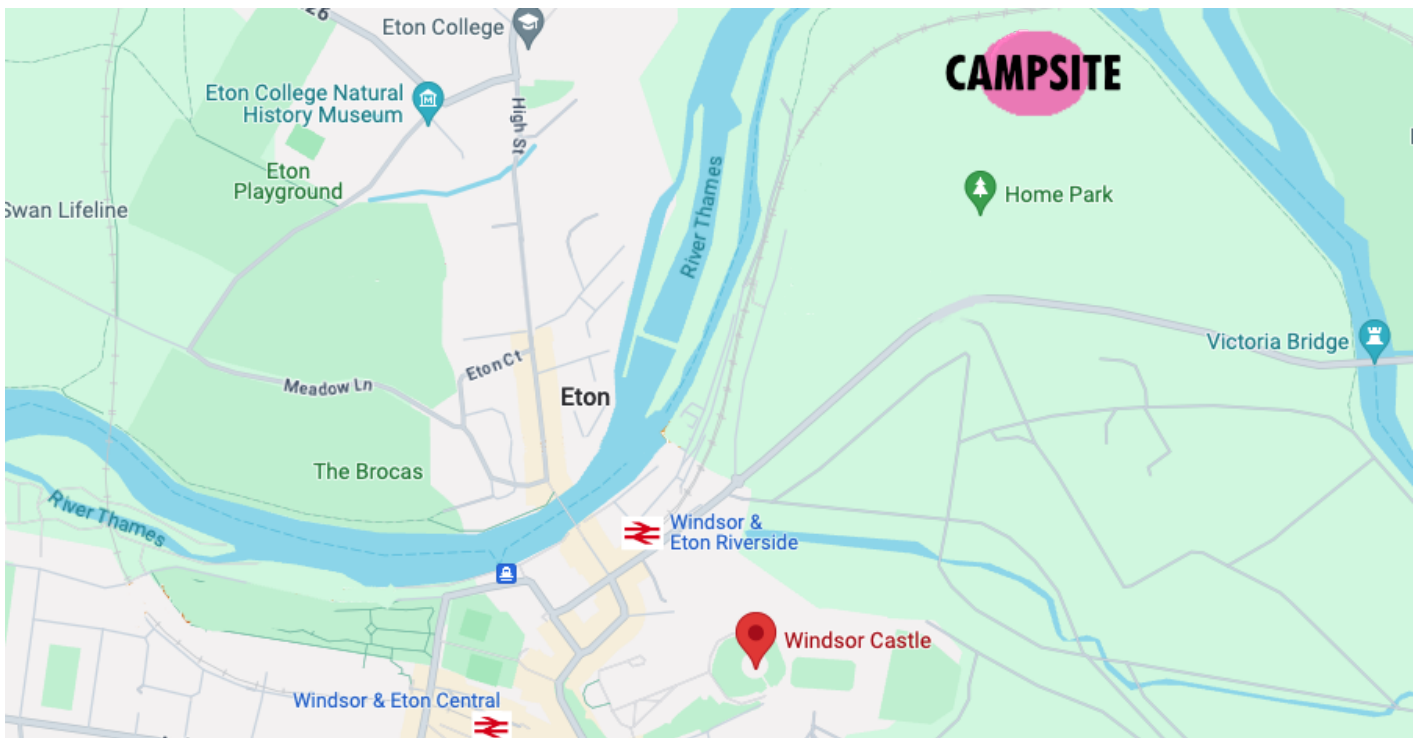 26
Eton College
CAMPSITE
Eton College Natural
History Museum
High St
River Thames
Eton
Playground
Home Park
Swan Lifeline
Victoria Bridge
Eton Ct
Meadow Ln
Eton
The Brocas
River Thames
Windsor &
Eton Riverside
Windsor Castle
Windsor & Eton Central